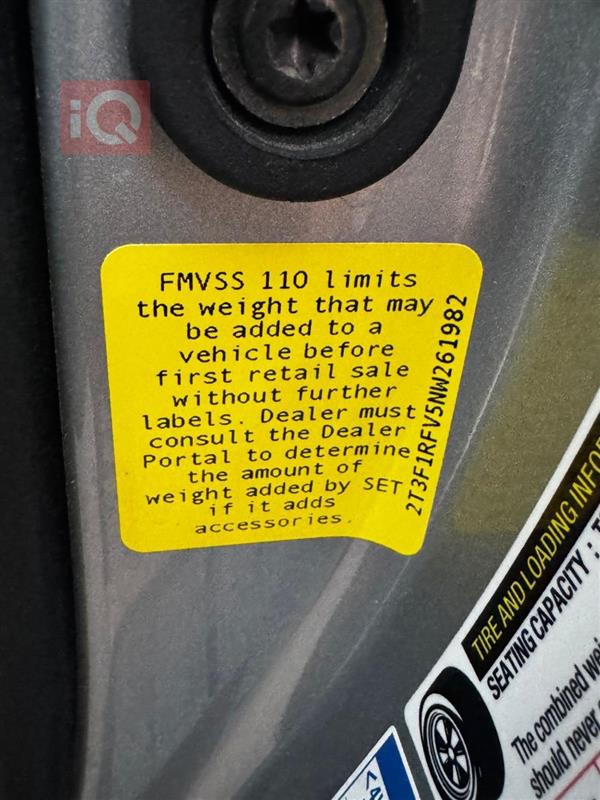 iQ
FMVSS 110 limits
the weight that may
be added to a
vehicle before
first retail sale
without further
labels. Dealer must
consult the Dealer
Portal to determine
the amount of
weight added by SET
if it adds
accessories.
2T3F1RFV5NW261982
TIRE AND LOADING
SEATING CAPACITY :
The combined
should never